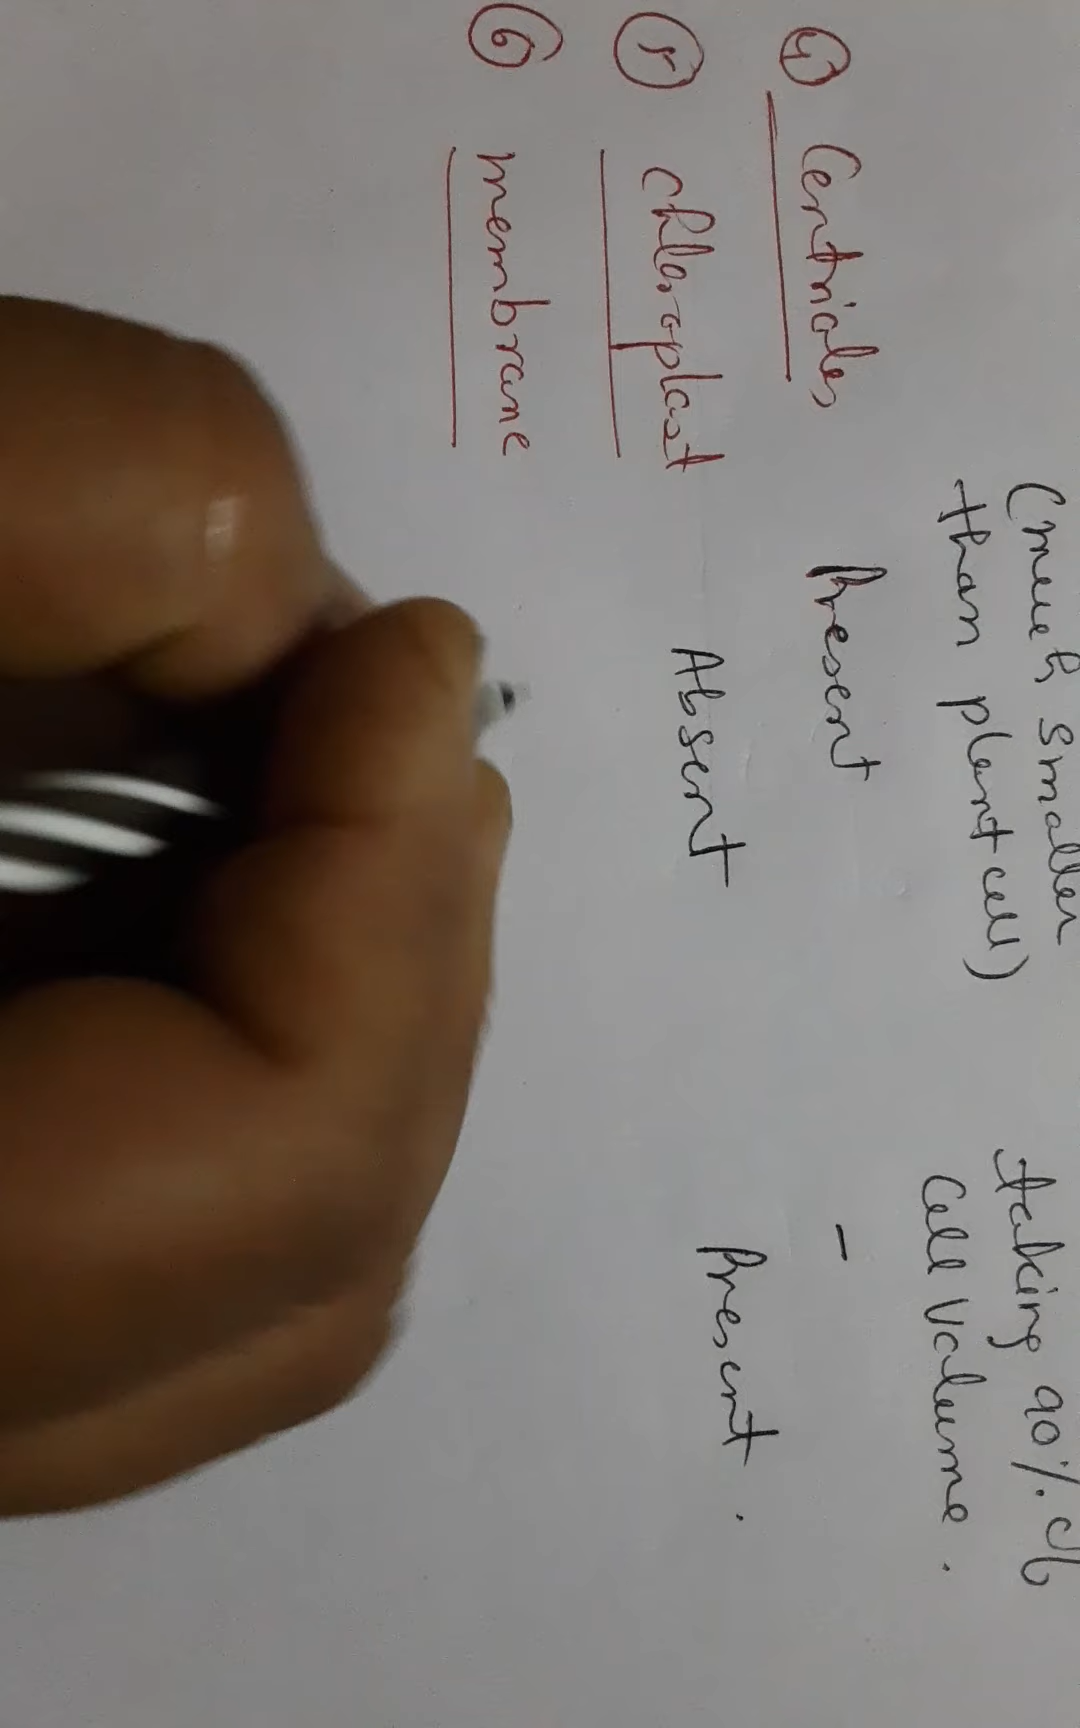 (much smaller taking 90% of
than plant cell) cell volume.
④ Centrioles Present -
⑤ Chloroplast Absent Present.
⑥ membrane